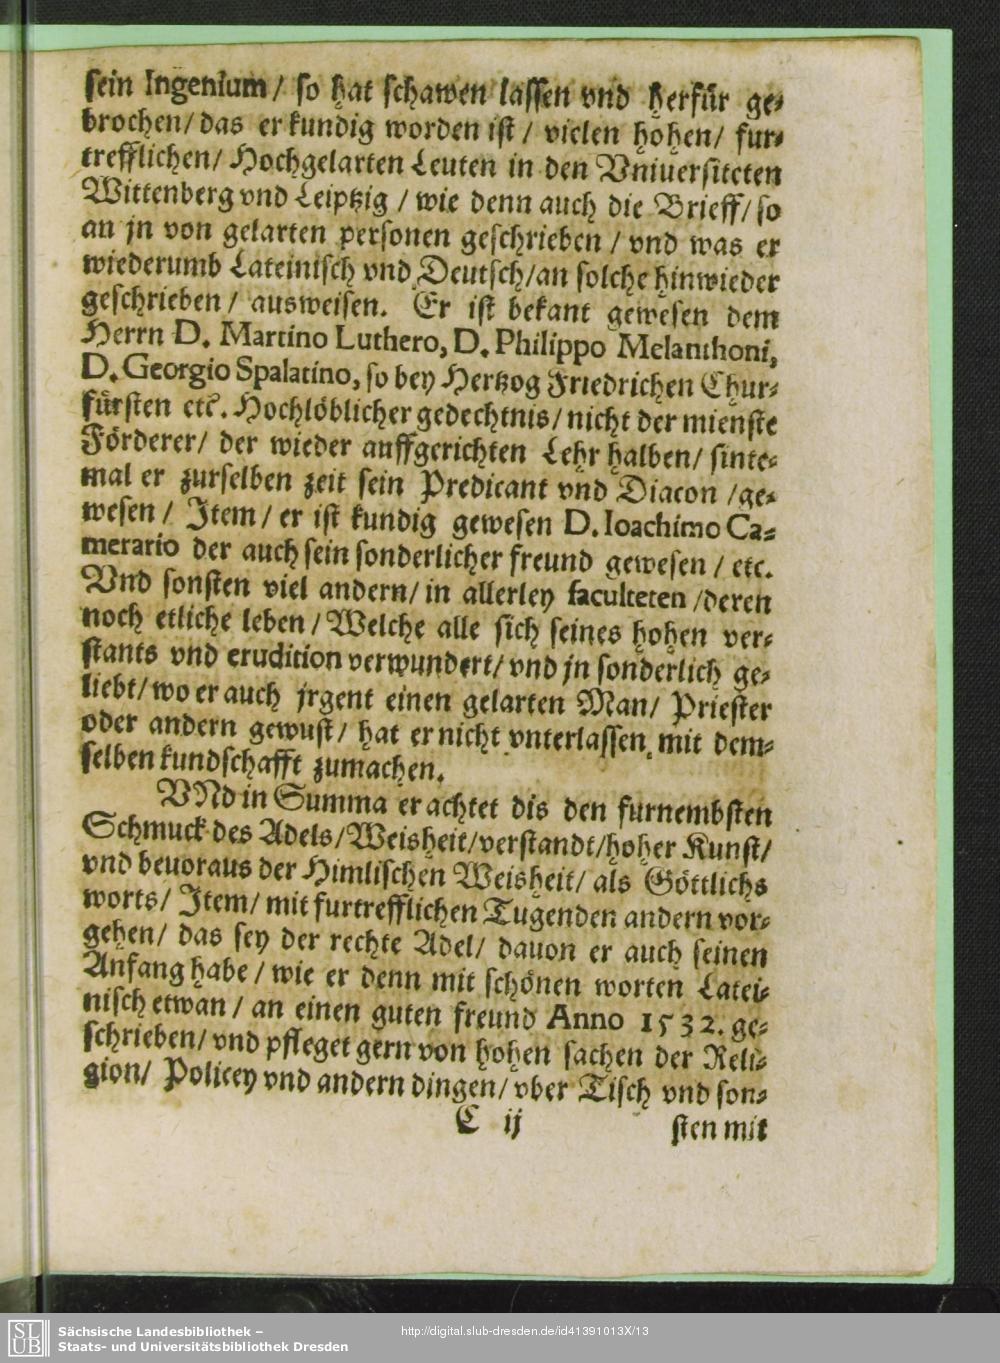 sein Ingenium/ so hat schawen lassen vnd herfür ge-
brochen/ das er kundig worden ist/ vielen hohen/ fur-
trefflichen/ Hochgelarten Leuten in den Vniuersiteten
Wittenberg vnd Leiptzig / wie denn auch die Brieff/ so
an jn von gelarten personen geschrieben / vnd was er
wiederumb Lateinisch vnd Deutsch/ an solche hinwieder
geschrieben/ ausweisen. Er ist bekant gewesen dem
Herrn D. Martino Luthero, D. Philippo Melanthoni,
D. Georgio Spalatino, so bey Hertzog Friedrichen Chur-
fürsten etc. Hochlöblicher gedechtnis/ nicht der mienste
Förderer/ der wieder auffgerichten Lehr halben/ sinte-
mal er zurselben zeit sein Predicant vnd Diacon /ge-
wesen/ Item/ er ist kundig gewesen D. Ioachimo Ca-
merario der auch sein sonderlicher freund gewesen / etc.
Vnd sonsten viel andern/ in allerley faculteten /deren
noch etliche leben/ Welche alle sich seines hohen ver-
stants vnd erudition verwundert/ vnd jn sonderlich ge-
liebt/ wo er auch jrgent einen gelarten Man/ Priester
oder andern gewust/ hat er nicht vnterlassen mit dem-
selben kundschafft zumachen.
VNd in Summa er achtet dis den furnembsten
Schmuck des Adels/ Weisheit/ verstandt/ hoher Kunst/
vnd beuoraus der Himlischen Weisheit/ als Göttlichs
worts/ Item/ mit furtrefflichen Tugenden andern vor-
gehen/ das sey der rechte Adel/ dauon er auch seinen
Anfang habe / wie er denn mit schönen worten Latei-
nisch etwan/ an einen guten freund Anno 1532. ge-
schrieben/ vnd pfleget gern von hohen sachen der Reli-
gion/ Policey vnd andern dingen/ vber Tisch vnd son-
C ij sten mit
SLUB
Sächsische Landesbibliothek –
Staats- und Universitätsbibliothek Dresden
http://digital.slub-dresden.de/id41391013X/13